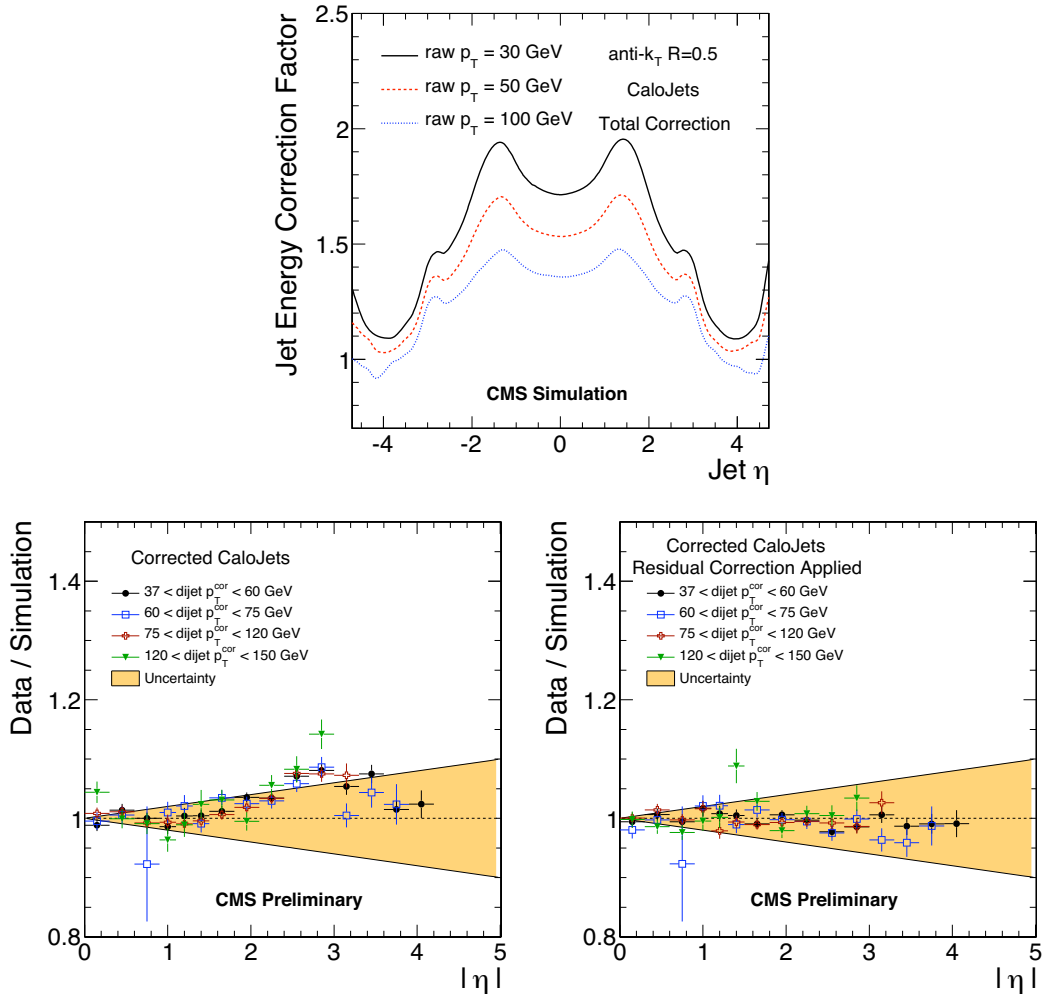 Jet Energy Correction Factor
2.5
2
1.5
1
raw p_T = 30 GeV
raw p_T = 50 GeV
raw p_T = 100 GeV
anti-k_T R=0.5
CaloJets
Total Correction
CMS Simulation
-4 -2 0 2 4
Jet η
Data / Simulation
1.4
1.2
1
0.8
Corrected CaloJets
37 < dijet p_T^cor < 60 GeV
60 < dijet p_T^cor < 75 GeV
75 < dijet p_T^cor < 120 GeV
120 < dijet p_T^cor < 150 GeV
Uncertainty
CMS Preliminary
0 1 2 3 4 5
| η |
Data / Simulation
1.4
1.2
1
0.8
Corrected CaloJets
Residual Correction Applied
37 < dijet p_T^cor < 60 GeV
60 < dijet p_T^cor < 75 GeV
75 < dijet p_T^cor < 120 GeV
120 < dijet p_T^cor < 150 GeV
Uncertainty
CMS Preliminary
0 1 2 3 4 5
| η |